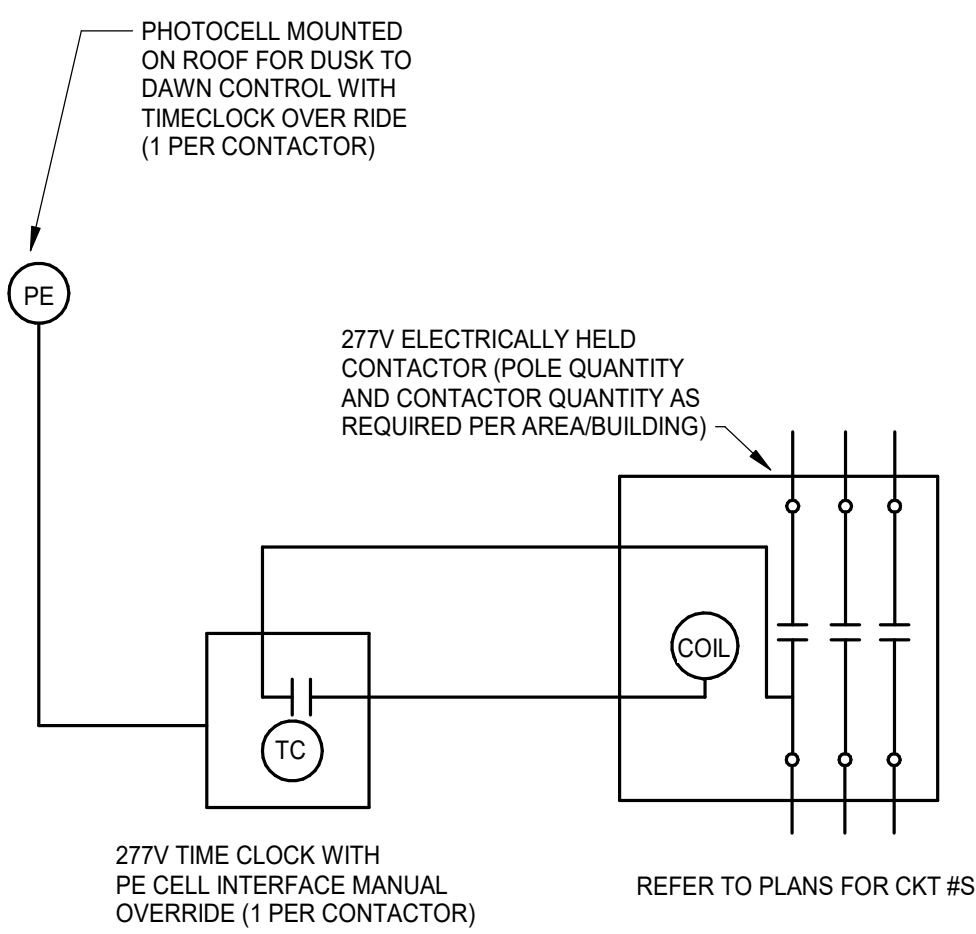 PHOTOCELL MOUNTED
ON ROOF FOR DUSK TO
DAWN CONTROL WITH
TIMECLOCK OVER RIDE
(1 PER CONTACTOR)
PE
277V ELECTRICALLY HELD
CONTACTOR (POLE QUANTITY
AND CONTACTOR QUANTITY AS
REQUIRED PER AREA/BUILDING)
COIL
TC
277V TIME CLOCK WITH
PE CELL INTERFACE MANUAL
OVERRIDE (1 PER CONTACTOR)
REFER TO PLANS FOR CKT #S